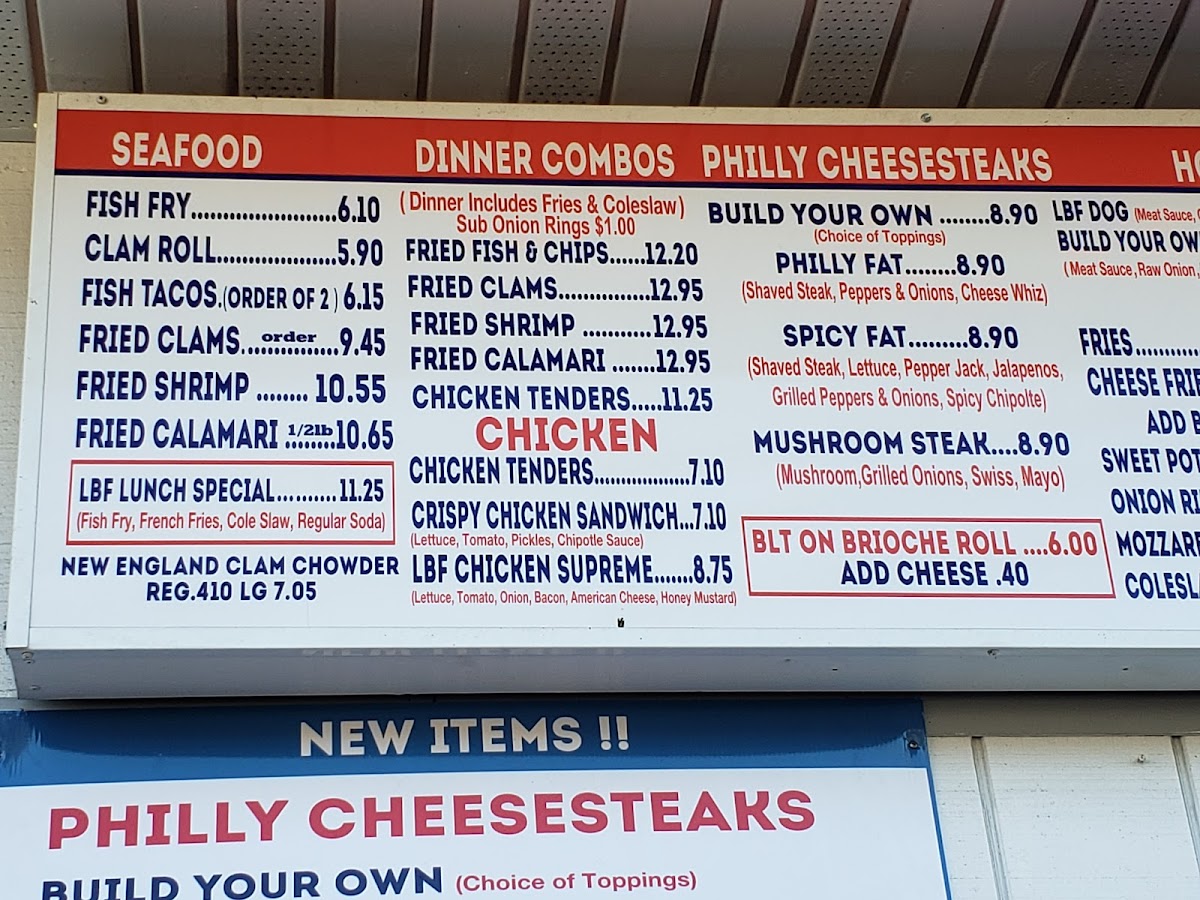 SEAFOOD
FISH FRY.......................6.10
CLAM ROLL...................5.90
FISH TACOS.(ORDER OF 2 ) 6.15
FRIED CLAMS...order........9.45
FRIED SHRIMP ........ 10.55
FRIED CALAMARI 1/2lb ........10.65
LBF LUNCH SPECIAL..........11.25
(Fish Fry, French Fries, Cole Slaw, Regular Soda)
NEW ENGLAND CLAM CHOWDER
REG.410 LG 7.05
DINNER COMBOS
( Dinner Includes Fries & Coleslaw)
Sub Onion Rings $1.00
FRIED FISH & CHIPS......12.20
FRIED CLAMS...............12.95
FRIED SHRIMP ...........12.95
FRIED CALAMARI ........12.95
CHICKEN TENDERS.....11.25
CHICKEN
CHICKEN TENDERS..................7.10
CRISPY CHICKEN SANDWICH...7.10
(Lettuce, Tomato, Pickles, Chipotle Sauce)
LBF CHICKEN SUPREME.......8.75
(Lettuce, Tomato, Onion, Bacon, American Cheese, Honey Mustard)
PHILLY CHEESESTEAKS
BUILD YOUR OWN ........8.90
(Choice of Toppings)
PHILLY FAT........8.90
(Shaved Steak, Peppers & Onions, Cheese Whiz)
SPICY FAT.........8.90
(Shaved Steak, Lettuce, Pepper Jack, Jalapenos,
Grilled Peppers & Onions, Spicy Chipolte)
MUSHROOM STEAK....8.90
(Mushroom,Grilled Onions, Swiss, Mayo)
BLT ON BRIOCHE ROLL ....6.00
ADD CHEESE .40
LBF DOG (Meat Sauce,
BUILD YOUR
( Meat Sauce, Raw Onion,
FRIES
CHEESE
ADD
SWEET
ONION
NEW ITEMS !!
PHILLY CHEESESTEAKS
BUILD YOUR OWN (Choice of Toppings)